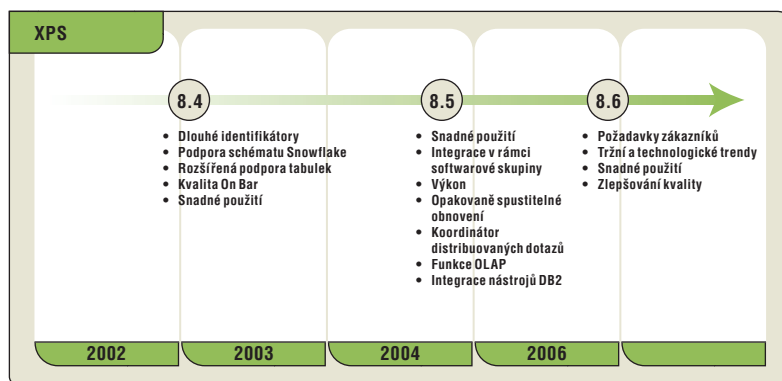 XPS
8.4
8.5
8.6
• Dlouhé identifikátory
• Podpora schématu Snowflake
• Rozšířená podpora tabulek
• Kvalita On Bar
• Snadné použití
• Snadné použití
• Integrace v rámci
softwarové skupiny
• Výkon
• Opakovaně spustitelné
obnovení
• Koordinátor
distribuovaných dotazů
• Funkce OLAP
• Integrace nástrojů DB2
• Požadavky zákazníků
• Tržní a technologické trendy
• Snadné použití
• Zlepšování kvality
2002
2003
2004
2006